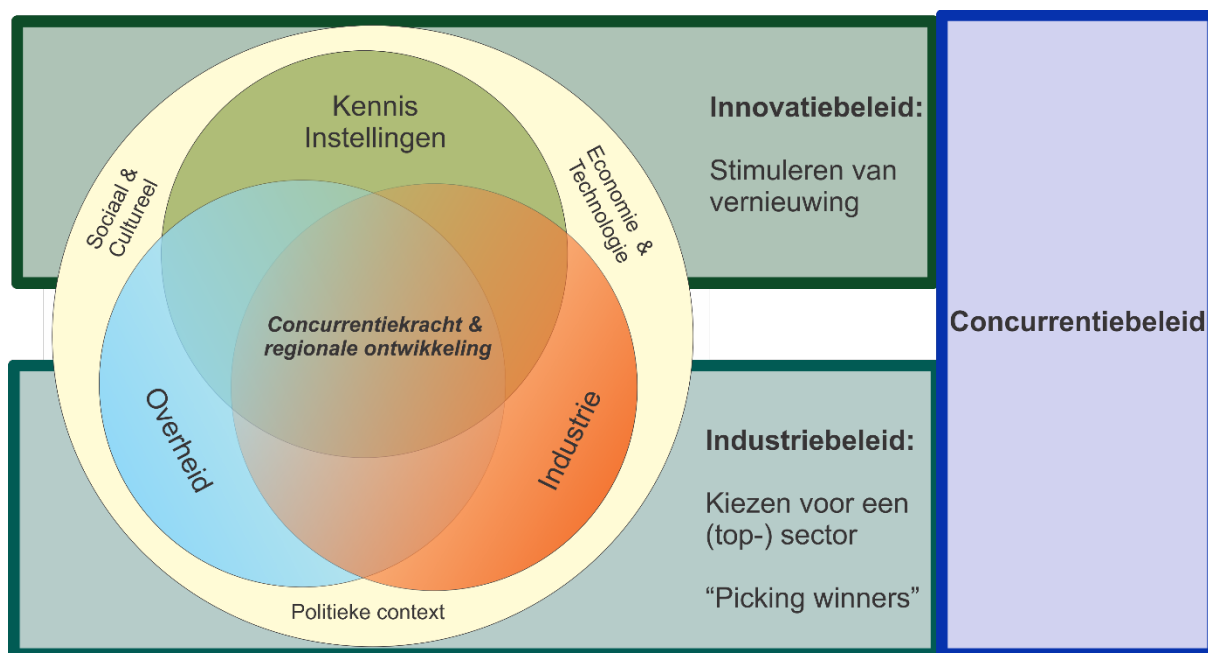 Kennis
Instellingen
Sociaal &
Cultureel
Economie &
Technologie
Innovatiebeleid:
Stimuleren van
vernieuwing
Concurrentiekracht &
regionale ontwikkeling
Concurrentiebeleid
Overheid
Industrie
Politieke context
Industriebeleid:
Kiezen voor een
(top-) sector
“Picking winners”